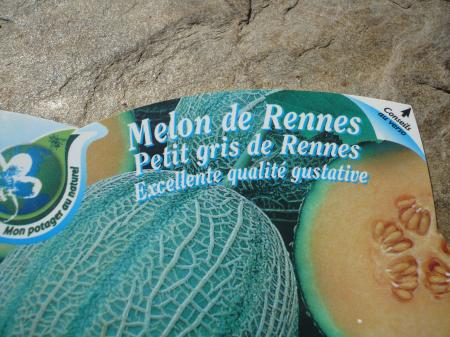 Melon de Rennes
Petit gris de Rennes
Excellente qualité gustative
Conseils
au verso
Mon potager au naturel